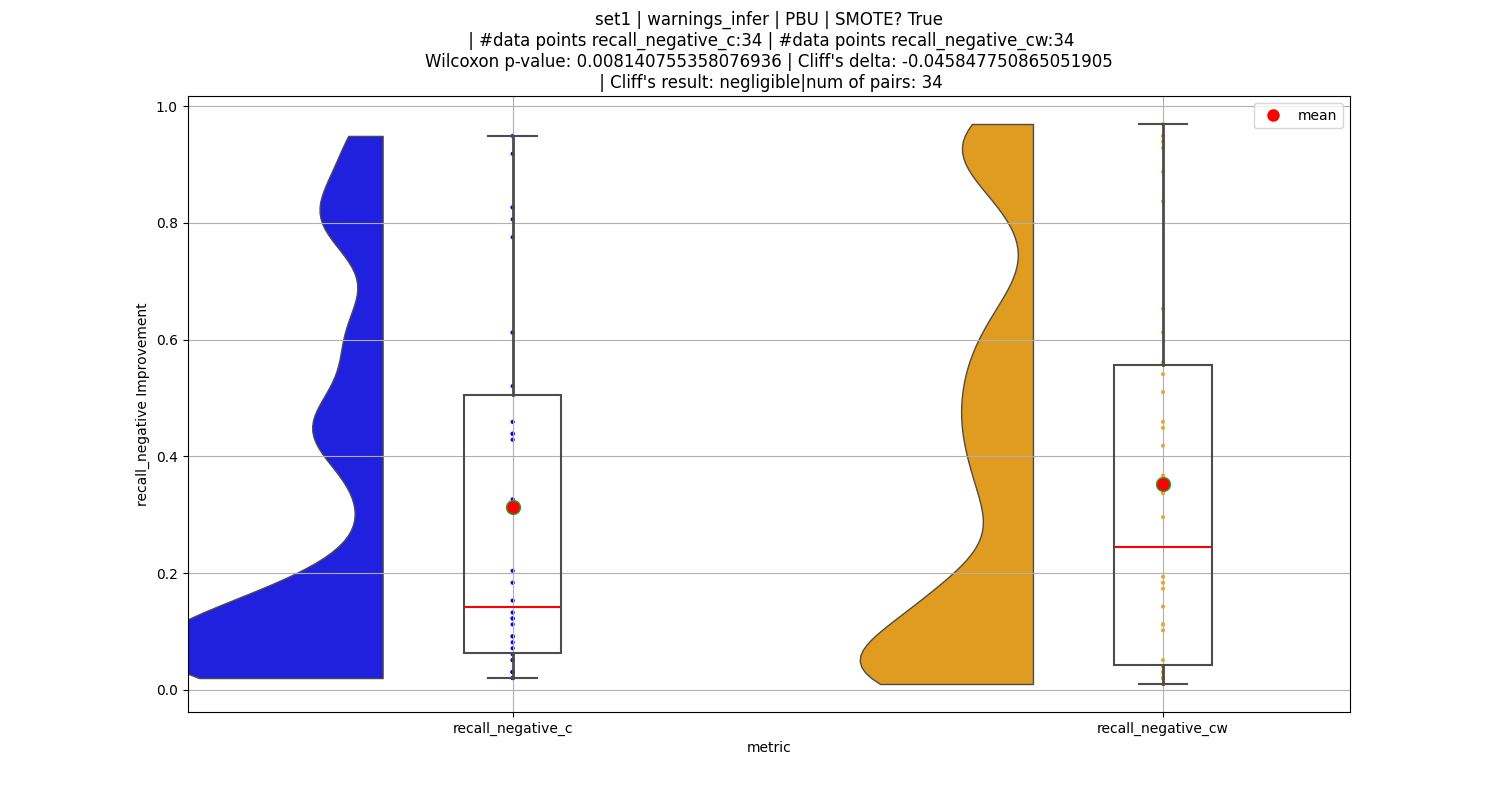 set1 | warnings_infer | PBU | SMOTE? True
| #data points recall_negative_c:34 | #data points recall_negative_cw:34
Wilcoxon p-value: 0.008140755358076936 | Cliff's delta: -0.045847750865051905
| Cliff's result: negligible|num of pairs: 34
mean
1.0
0.8
0.6
0.4
0.2
0.0
recall_negative Improvement
recall_negative_c
recall_negative_cw
metric